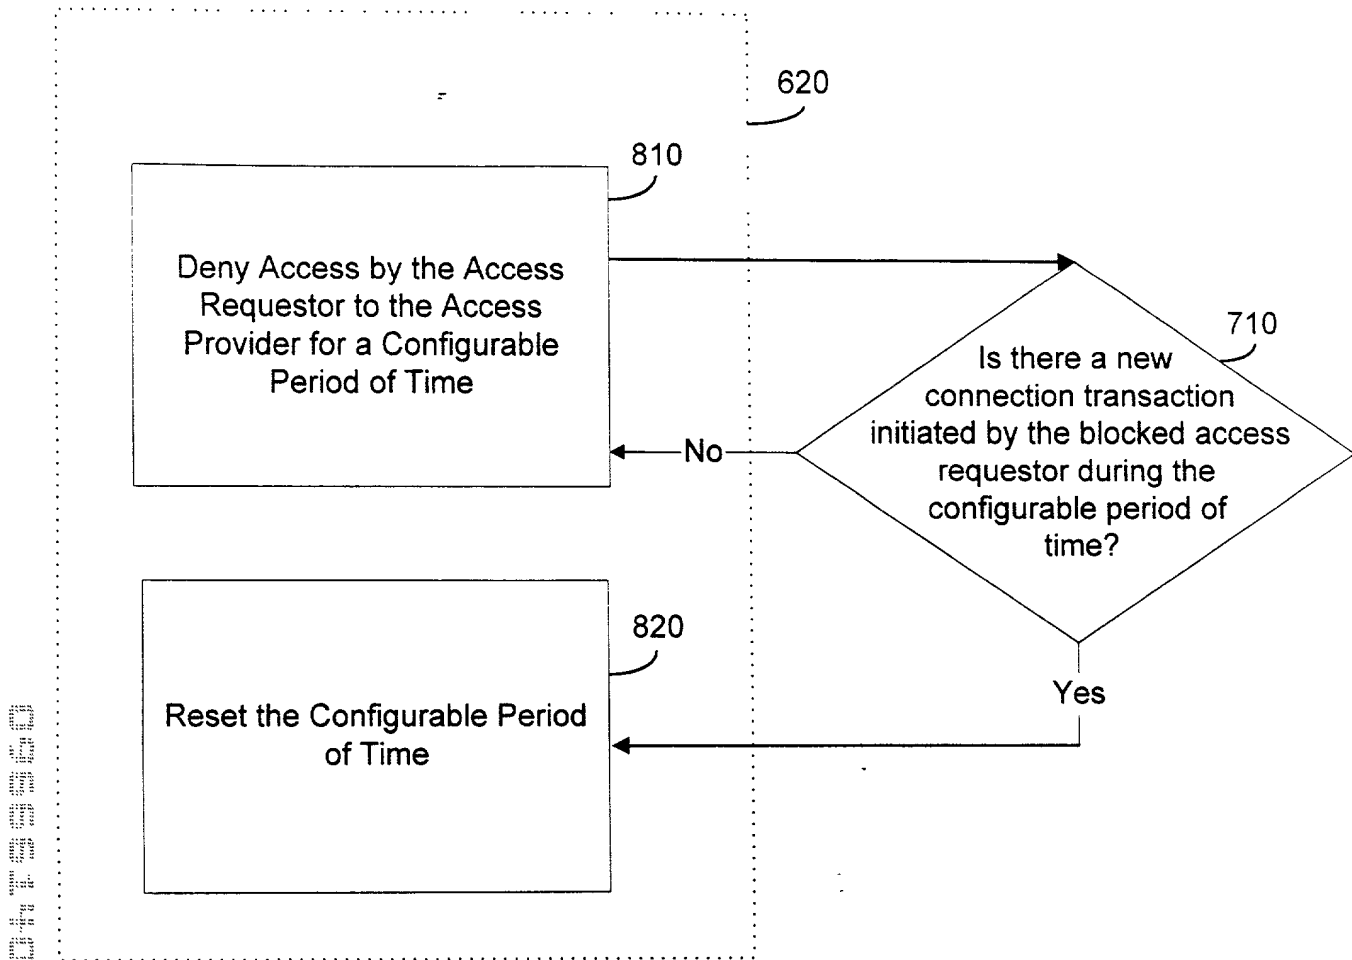 620
810
Deny Access by the Access
Requestor to the Access
Provider for a Configurable
Period of Time
710
Is there a new
connection transaction
initiated by the blocked access
requestor during the
configurable period of
time?
No
820
Yes
Reset the Configurable Period
of Time